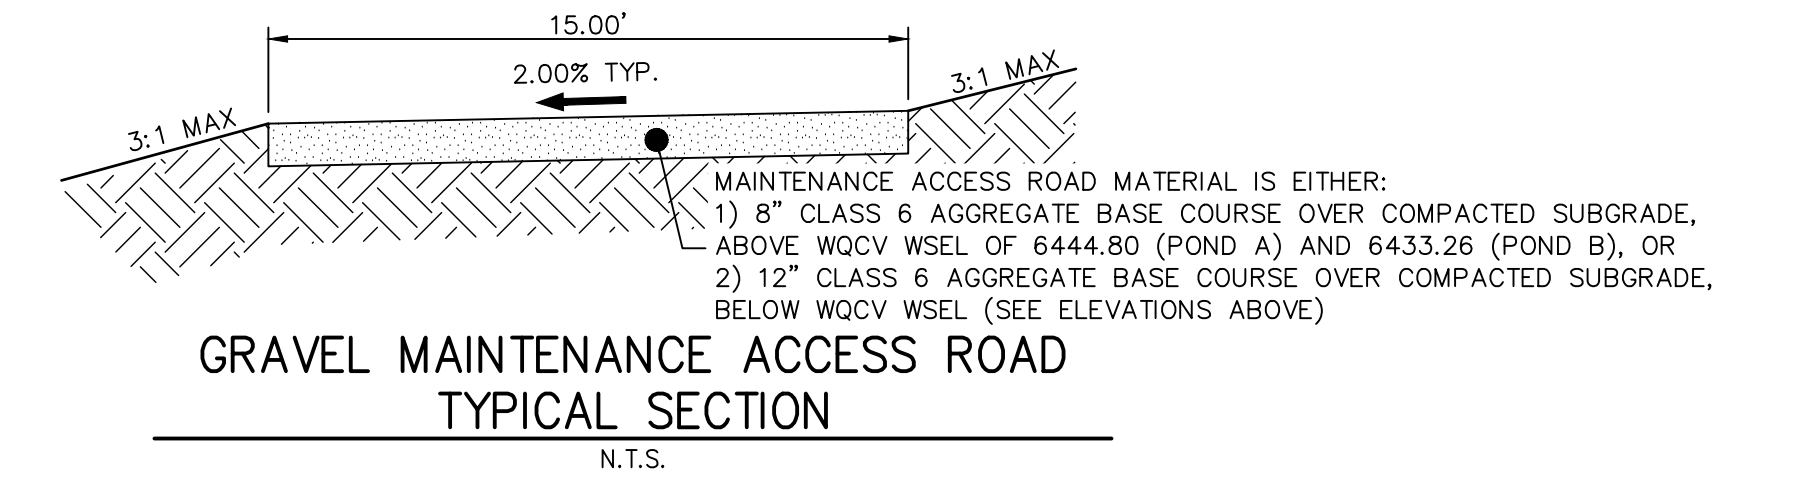 15.00'
2.00% TYP.
3:1 MAX
3:1 MAX
MAINTENANCE ACCESS ROAD MATERIAL IS EITHER:
1) 8" CLASS 6 AGGREGATE BASE COURSE OVER COMPACTED SUBGRADE,
ABOVE WQCV WSEL OF 6444.80 (POND A) AND 6433.26 (POND B), OR
2) 12" CLASS 6 AGGREGATE BASE COURSE OVER COMPACTED SUBGRADE,
BELOW WQCV WSEL (SEE ELEVATIONS ABOVE)
GRAVEL MAINTENANCE ACCESS ROAD
TYPICAL SECTION
N.T.S.